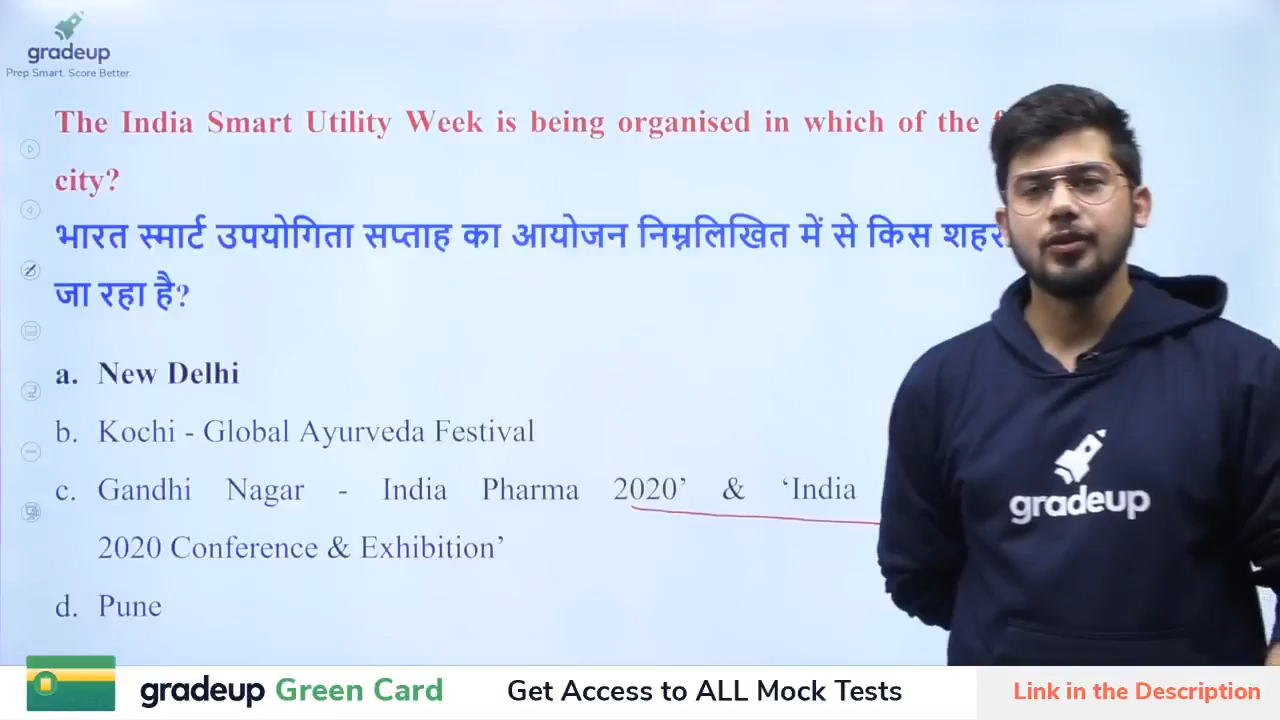 gradeup
Prep Smart. Score Better.
The India Smart Utility Week is being organised in which of the
city?
भारत स्मार्ट उपयोगिता सप्ताह का आयोजन निम्नलिखित में से किस शहर
जा रहा है?
a. New Delhi
b. Kochi - Global Ayurveda Festival
c. Gandhi Nagar - India Pharma 2020’ & ‘India
2020 Conference & Exhibition’
d. Pune
gradeup
gradeup Green Card Get Access to ALL Mock Tests Link in the Description